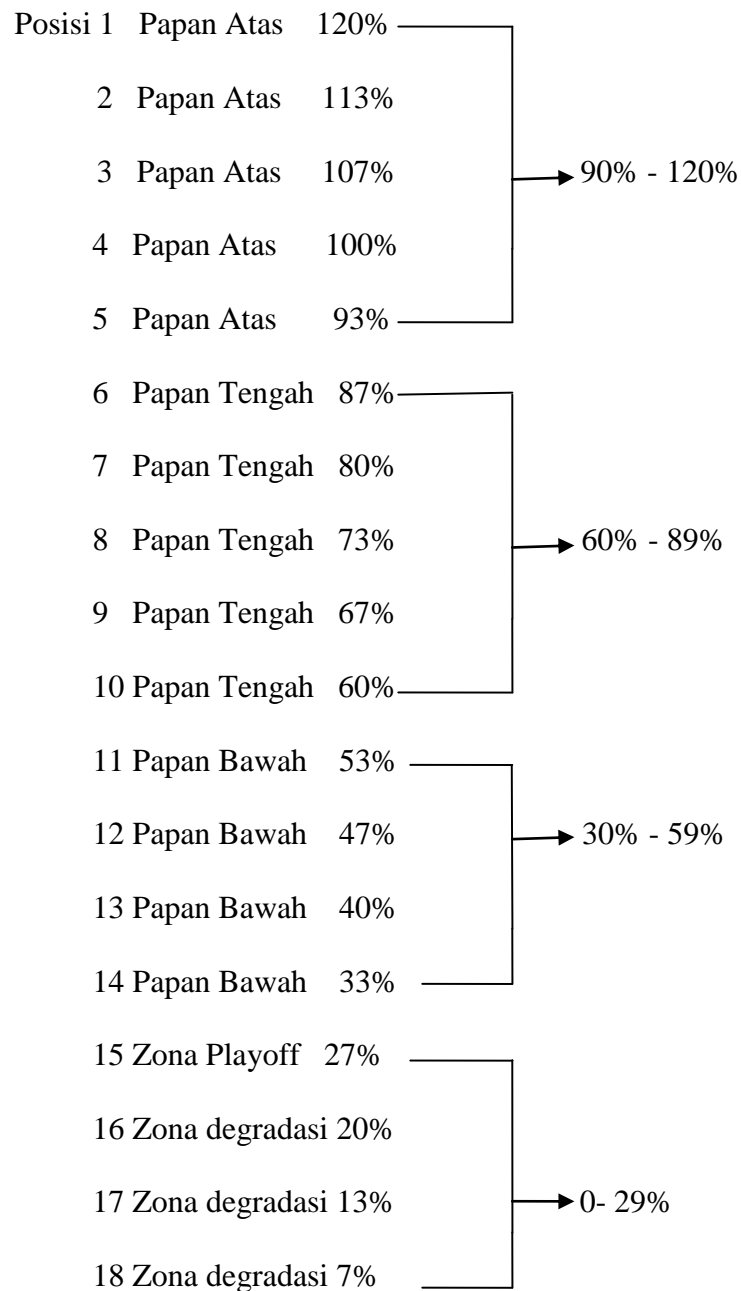 Posisi 1 Papan Atas 120%
2 Papan Atas 113%
3 Papan Atas 107% 90% - 120%
4 Papan Atas 100%
5 Papan Atas 93%
6 Papan Tengah 87%
7 Papan Tengah 80%
8 Papan Tengah 73% 60% - 89%
9 Papan Tengah 67%
10 Papan Tengah 60%
11 Papan Bawah 53%
12 Papan Bawah 47% 30% - 59%
13 Papan Bawah 40%
14 Papan Bawah 33%
15 Zona Playoff 27%
16 Zona degradasi 20%
17 Zona degradasi 13% 0- 29%
18 Zona degradasi 7%